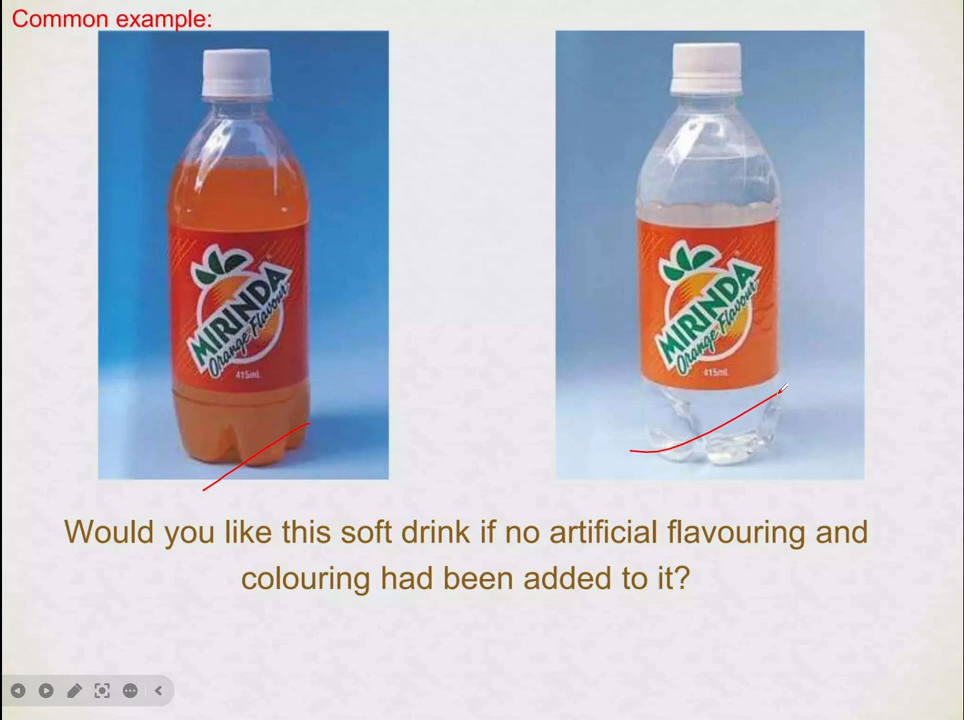 Common example:
MIRINDA
Orange Flavour
415mL
MIRINDA
Orange Flavour
415mL
Would you like this soft drink if no artificial flavouring and
colouring had been added to it?